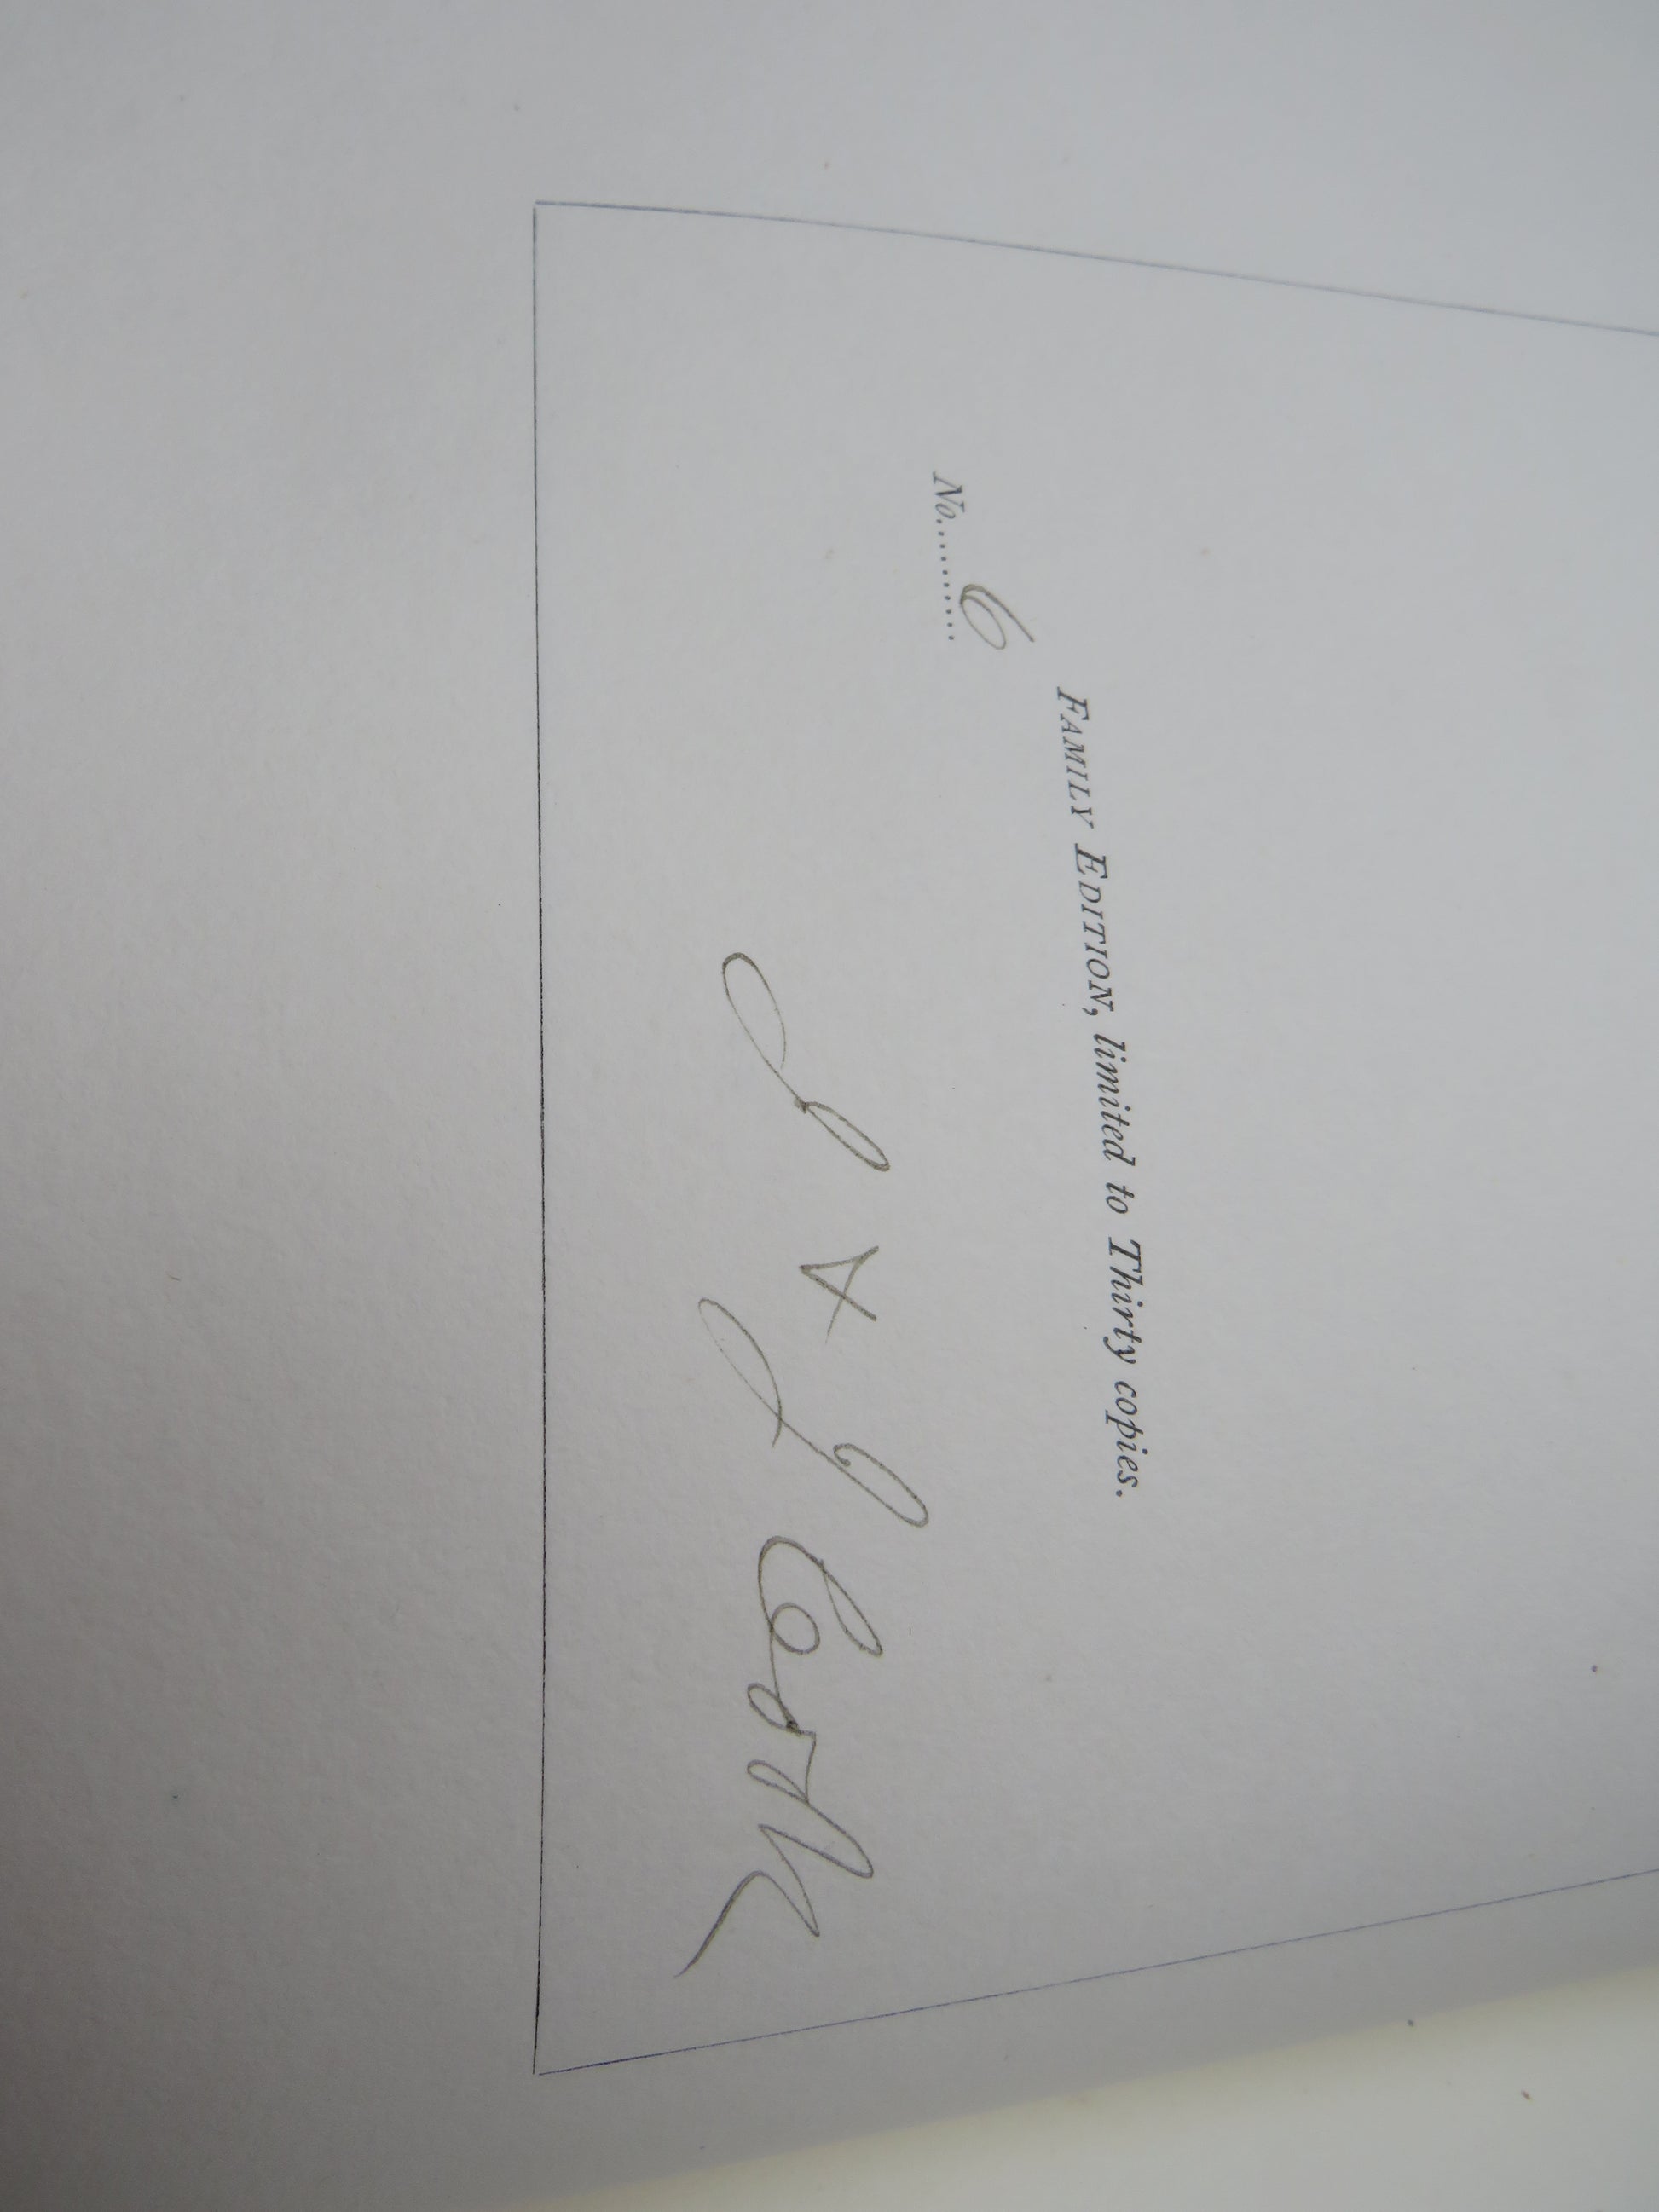 FAMILY EDITION, limited to Thirty copies.
No. 6